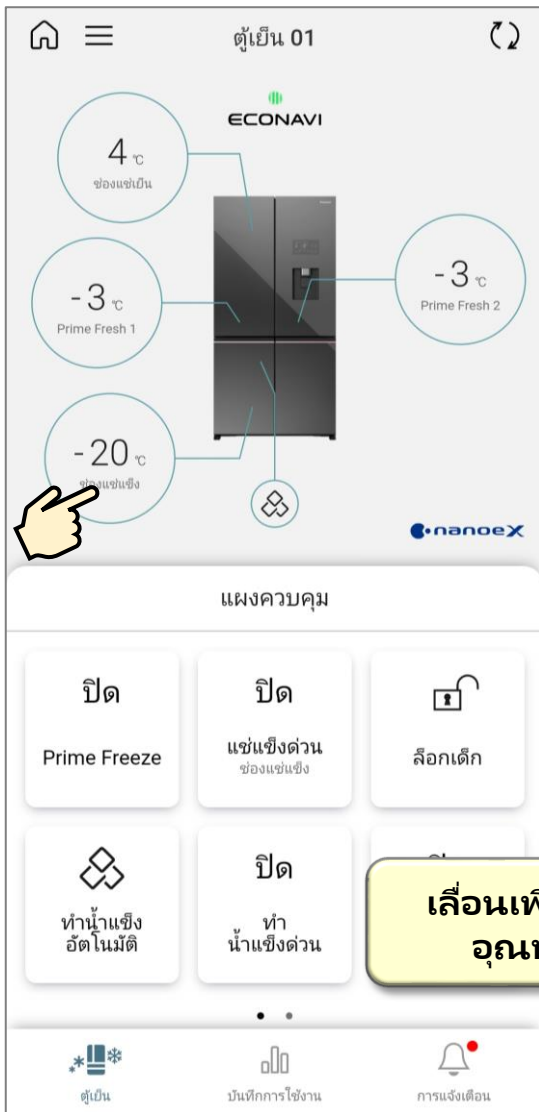 ตู้เย็น 01
ECONAVI
4 °C
ช่องแช่เย็น
-3 °C
Prime Fresh 1
-3 °C
Prime Fresh 2
-20 °C
ช่องแช่แข็ง
nanoeX
แผงควบคุม
ปิด
Prime Freeze
ปิด
แช่แข็งด่วน
ช่องแช่แข็ง
ล็อกเด็ก
ทำน้ำแข็ง
อัตโนมัติ
ปิด
ทำ
น้ำแข็งด่วน
เลื่อน
ตู้เย็น
บันทึกการใช้งาน
การแจ้งเตือน